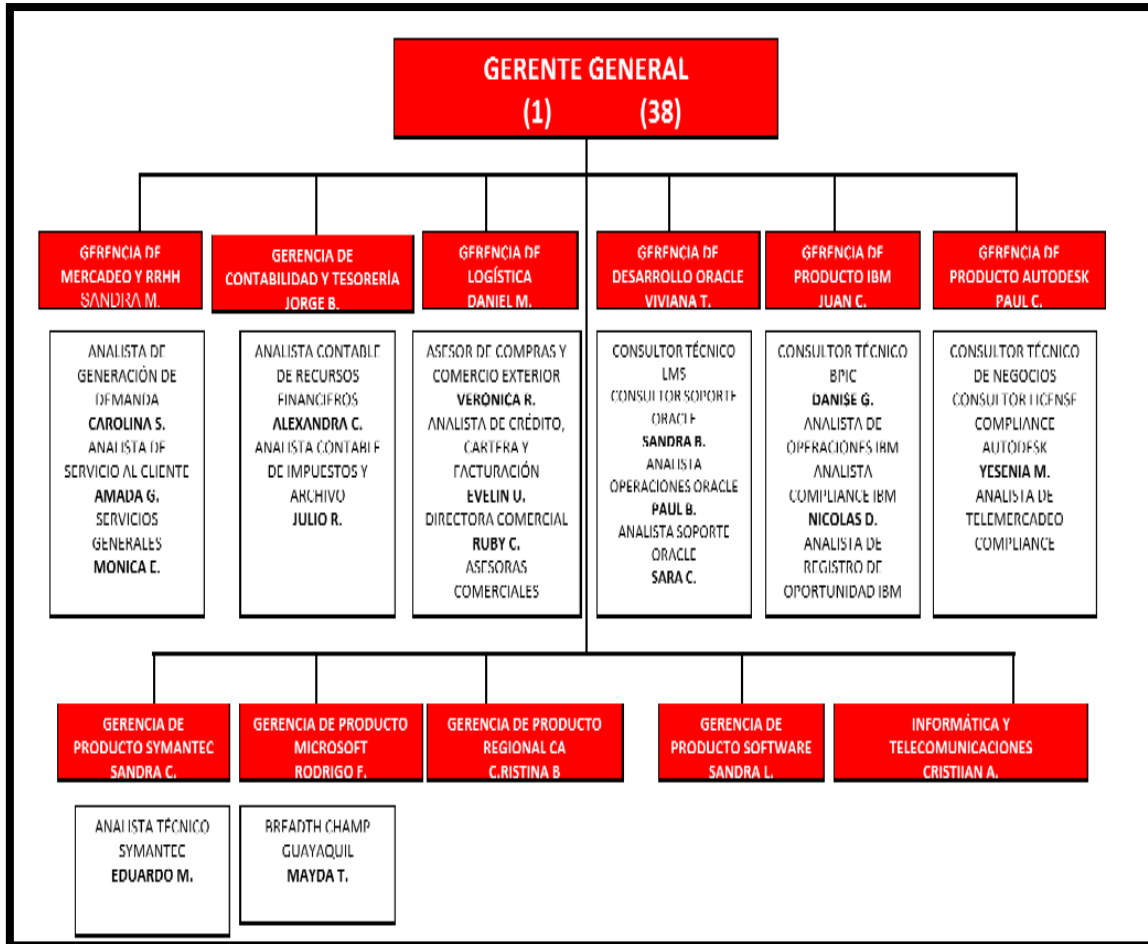 GERENTE GENERAL
(1) (38)
GERENCIA DE
MERCADEO Y RRHH
SANDRA M.
GERENCIA DE
CONTABILIDAD Y TESORERÍA
JORGE B.
GERENCIA DE
LOGÍSTICA
DANIEL M.
GERENCIA DE
DESARROLLO ORACLE
VIVIANA T.
GERENCIA DE
PRODUCTO IBM
JUAN C.
GERENCIA DE
PRODUCTO AUTODESK
PAUL C.
ANALISTA DE
GENERACIÓN DE
DEMANDA
CAROLINA S.
ANALISTA DE
SERVICIO AL CLIENTE
AMADA G.
SERVICIOS
GENERALES
MONICA E.
ANALISTA CONTABLE
DE RECURSOS
FINANCIEROS
ALEXANDRA C.
ANALISTA CONTABLE
DE IMPUESTOS Y
ARCHIVO
JULIO R.
ASESOR DE COMPRAS Y
COMERCIO EXTERIOR
VERÓNICA R.
ANALISTA DE CRÉDITO,
CARTERA Y
FACTURACIÓN
EVELIN U.
DIRECTORA COMERCIAL
RUBY C.
ASESORAS
COMERCIALES
CONSULTOR TÉCNICO
LMS
CONSULTOR SOPORTE
ORACLE
SANDRA B.
ANALISTA
OPERACIONES ORACLE
PAUL B.
ANALISTA SOPORTE
ORACLE
SARA C.
CONSULTOR TÉCNICO
BPIC
DANISE G.
ANALISTA DE
OPERACIONES IBM
ANALISTA
COMPLIANCE IBM
NICOLAS D.
ANALISTA DE
REGISTRO DE
OPORTUNIDAD IBM
CONSULTOR TÉCNICO
DE NEGOCIOS
CONSULTOR LICENSE
COMPLIANCE
AUTODESK
YESENIA M.
ANALISTA DE
TELEMERCADEO
COMPLIANCE
GERENCIA DE
PRODUCTO SYMANTEC
SANDRA C.
GERENCIA DE PRODUCTO
MICROSOFT
RODRIGO F.
GERENCIA DE PRODUCTO
REGIONAL CA
C.RISTINA B
GERENCIA DE
PRODUCTO SOFTWARE
SANDRA L.
INFORMÁTICA Y
TELECOMUNICACIONES
CRISTIIAN A.
ANALISTA TÉCNICO
SYMANTEC
EDUARDO M.
BREADTH CHAMP
GUAYAQUIL
MAYDA T.